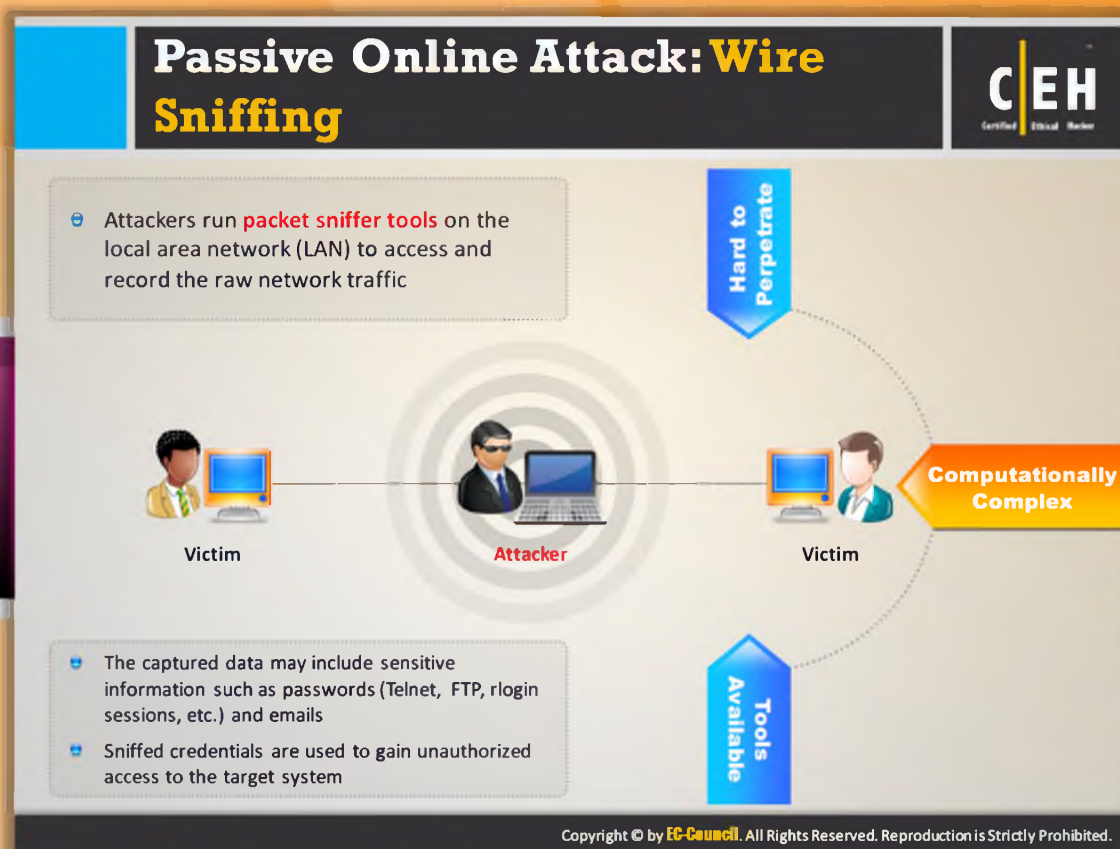 Passive Online Attack: Wire
Sniffing
C|EH
Certified Ethical Hacker
Attackers run packet sniffer tools on the
local area network (LAN) to access and
record the raw network traffic
Hard to
Perpetrate
Computationally
Complex
Victim
Attacker
Victim
The captured data may include sensitive
information such as passwords (Telnet, FTP, rlogin
sessions, etc.) and emails
Sniffed credentials are used to gain unauthorized
access to the target system
Tools
Available
Copyright © by EC-Council. All Rights Reserved. Reproduction is Strictly Prohibited.